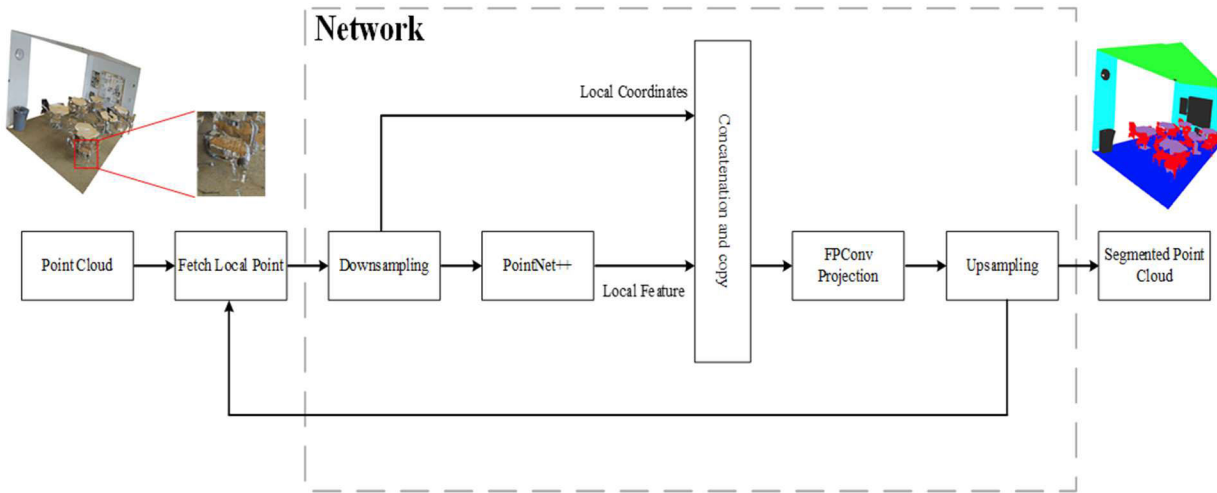 Network
Local Coordinates
Concatenation and copy
Point Cloud
Fetch Local Point
Downsampling
PointNet++
Local Feature
FPConv
Projection
Upsampling
Segmented Point
Cloud